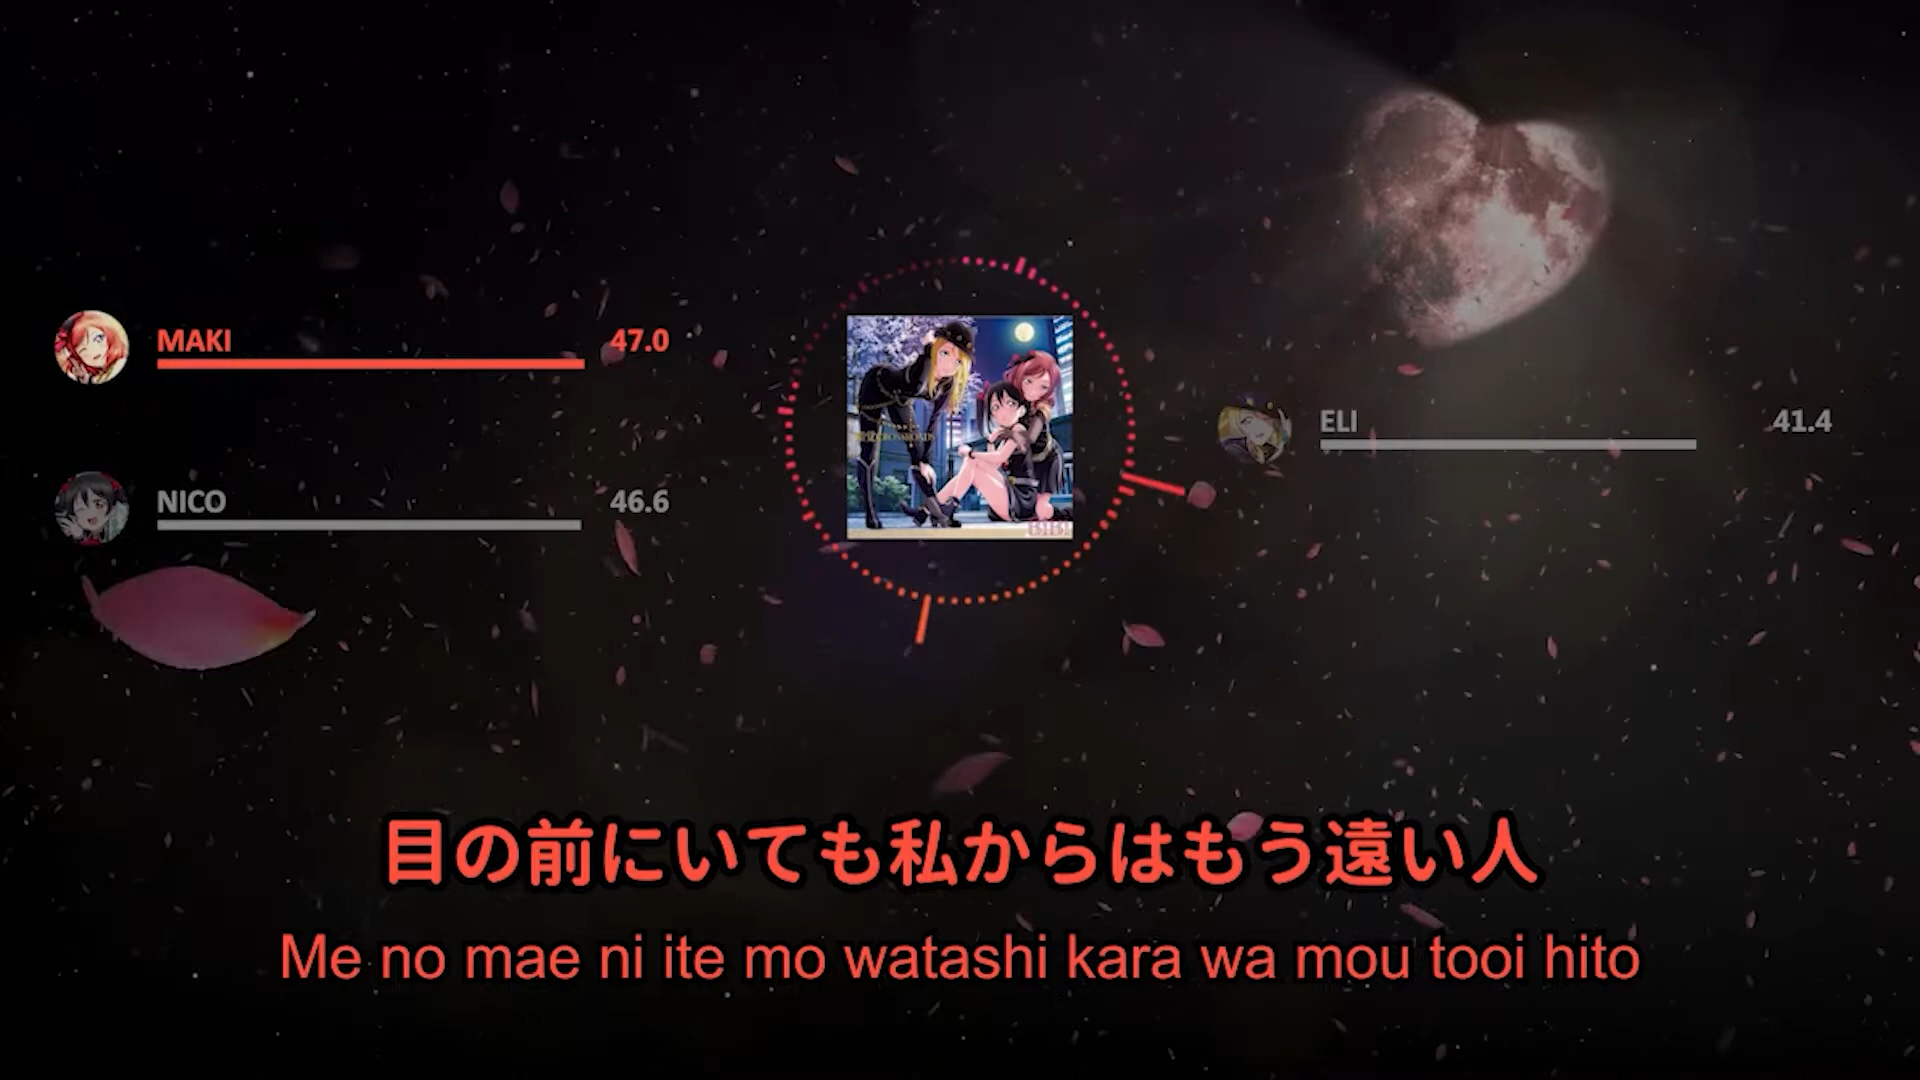 MAKI 47.0
NICO 46.6
ELI 41.4
BiBi
目の前にいても私からはもう遠い人
Me no mae ni ite mo watashi kara wa mou tooi hito